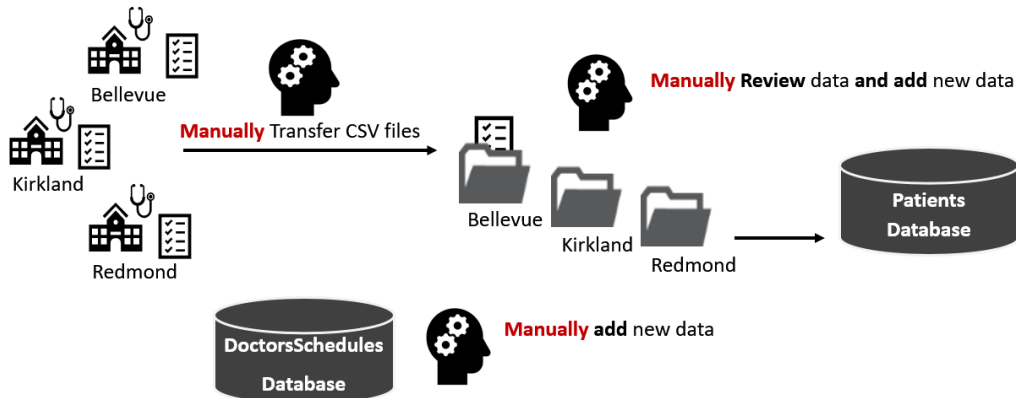 Bellevue
Manually Transfer CSV files
Kirkland
Redmond
Manually Review data and add new data
Bellevue
Kirkland
Redmond
Patients
Database
DoctorsSchedules
Database
Manually add new data